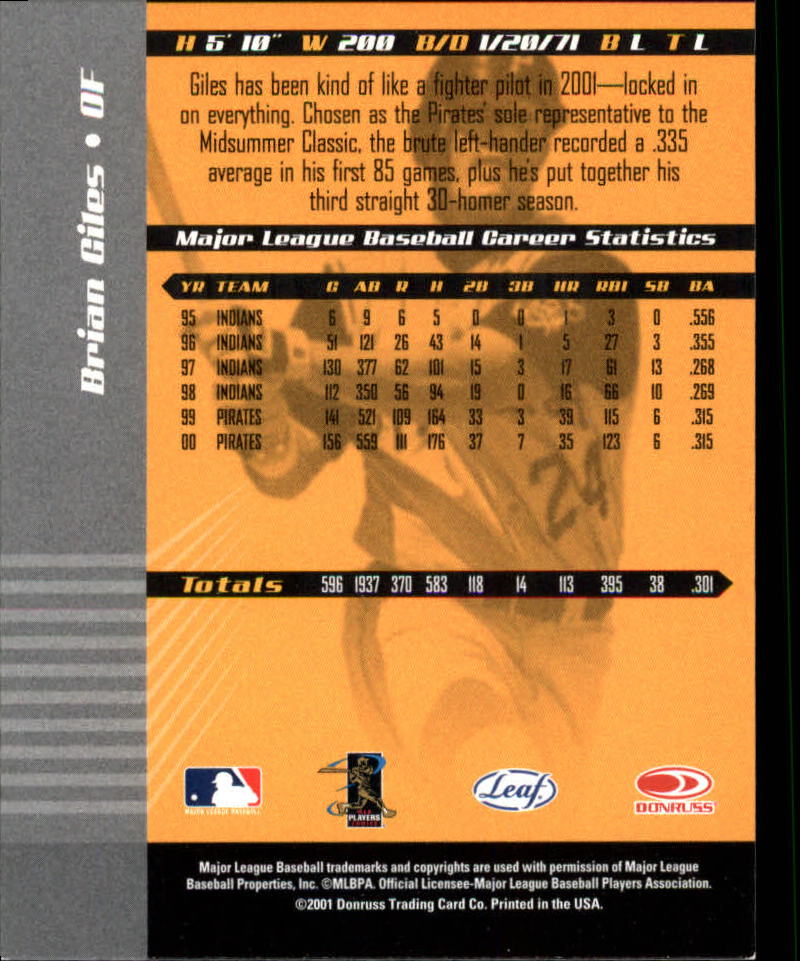 H 5' 10" W 200 B/D 1/20/71 B L T L
Giles has been kind of like a fighter pilot in 2001—locked in
on everything. Chosen as the Pirates' sole representative to the
Midsummer Classic, the brute left-hander recorded a .335
average in his first 85 games, plus he's put together his
third straight 30-homer season.
Brian Giles • OF
Major League Baseball Career Statistics
YR TEAM G AB R H 2B 3B HR RBI SB BA
95 INDIANS 6 9 6 5 0 0 1 3 0 .556
96 INDIANS 51 121 26 43 14 1 5 27 3 .355
97 INDIANS 130 377 62 101 15 3 17 61 13 .268
98 INDIANS 112 350 56 94 19 0 16 66 10 .269
99 PIRATES 141 521 109 164 33 3 39 115 6 .315
00 PIRATES 156 559 111 176 37 7 35 123 6 .315
Totals 596 1937 370 583 118 14 113 395 38 .301
24
MAJOR LEAGUE BASEBALL
MLB
PLAYERS
CHOICE
Leaf
DONRUSS
Major League Baseball trademarks and copyrights are used with permission of Major League
Baseball Properties, Inc. ©MLBPA. Official Licensee-Major League Baseball Players Association.
©2001 Donruss Trading Card Co. Printed in the USA.